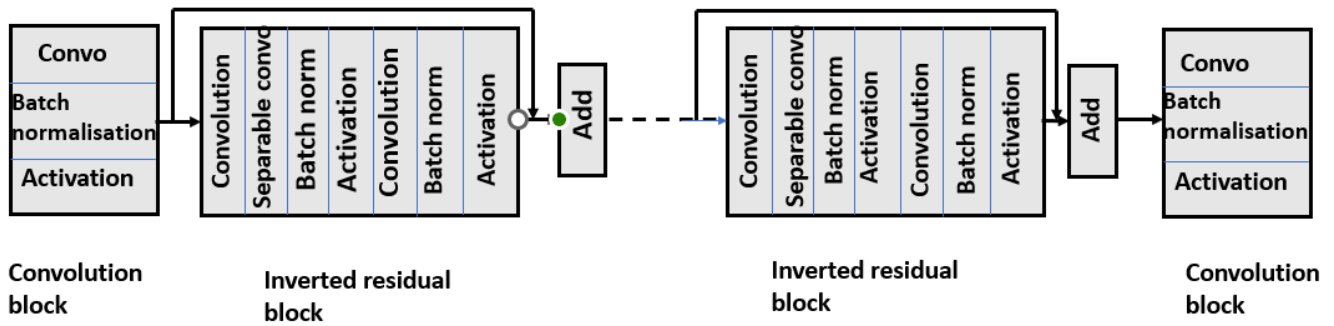 Convo
Batch
normalisation
Activation
Convolution
Separable convo
Batch norm
Activation
Convolution
Batch norm
Activation
Add
Convolution
Separable convo
Batch norm
Activation
Convolution
Batch norm
Activation
Add
Convo
Batch
normalisation
Activation
Convolution
block
Inverted residual
block
Inverted residual
block
Convolution
block